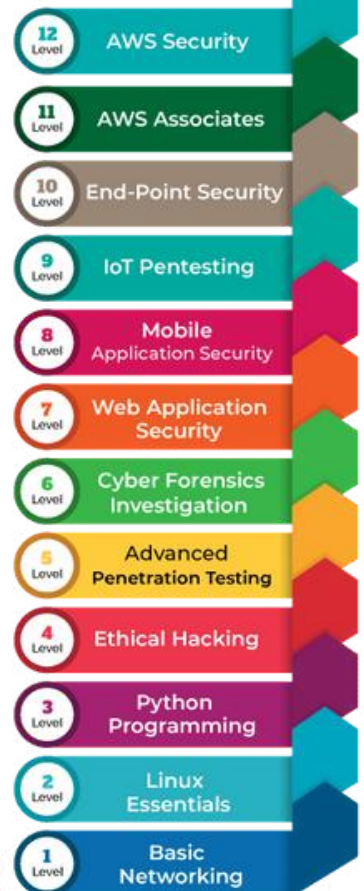 12
Level
AWS Security
11
Level
AWS Associates
10
Level
End-Point Security
9
Level
IoT Pentesting
8
Level
Mobile
Application Security
7
Level
Web Application
Security
6
Level
Cyber Forensics
Investigation
5
Level
Advanced
Penetration Testing
4
Level
Ethical Hacking
3
Level
Python
Programming
2
Level
Linux
Essentials
1
Level
Basic
Networking